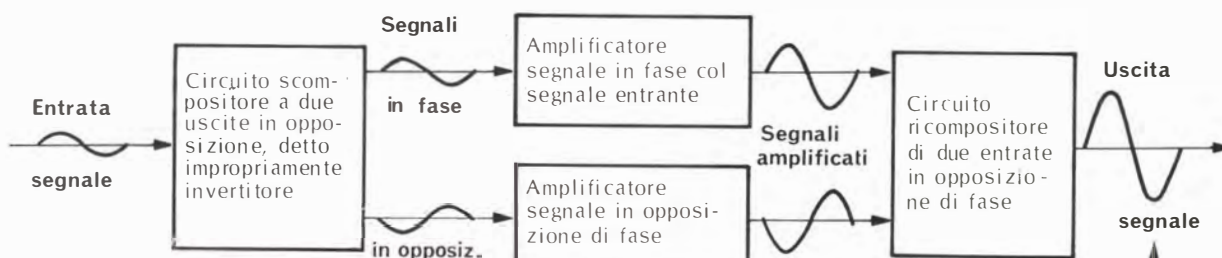 Entrata
segnale
Circuito scom-
positore a due
uscite in oppo-
sizione, detto
impropriamente
invertitore
Segnali
in fase
in opposiz.
Amplificatore
segnale in fase col
segnale entrante
Amplificatore
segnale in opposi-
zione di fase
Segnali
amplificati
Circuito
ricompositore
di due entrate
in opposizio-
ne di fase
Uscita
segnale